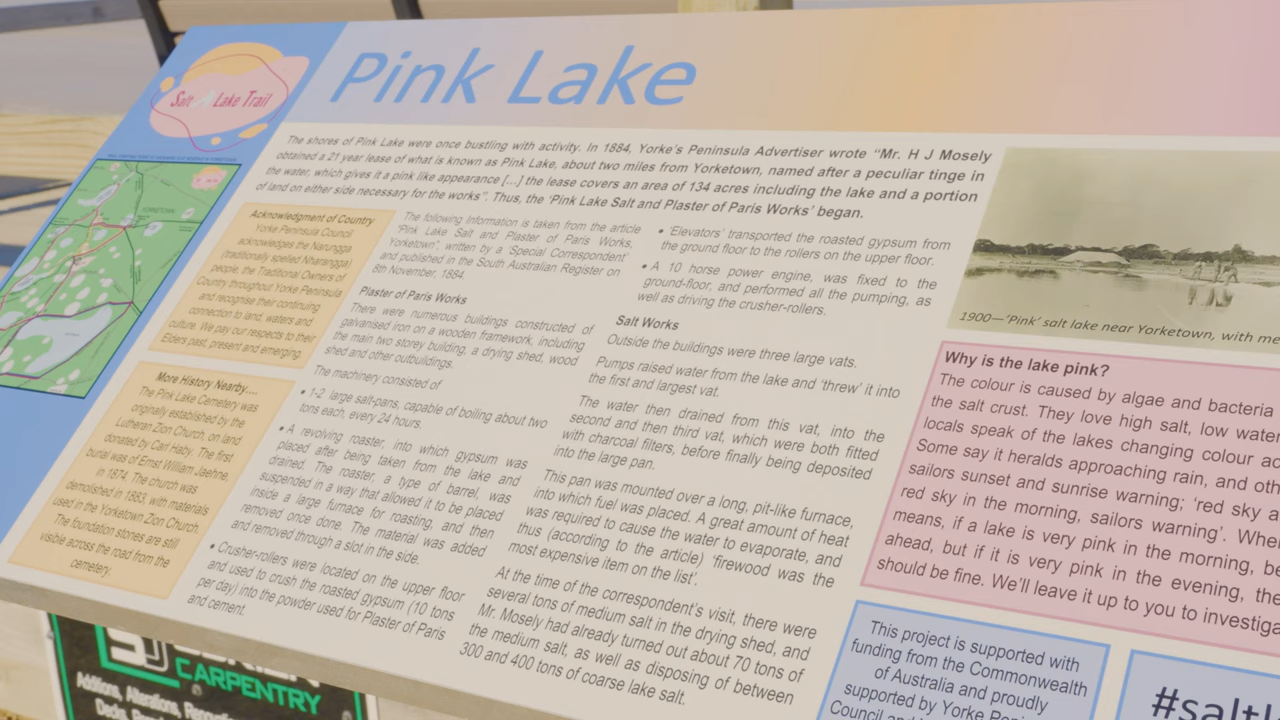 Pink Lake
Salt Lake Trail
The shores of Pink Lake were once bustling with activity. In 1884, Yorke's Peninsula Advertiser wrote "Mr. H J Mosely
obtained a 21 year lease of what is known as Pink Lake, about two miles from Yorketown, named after a peculiar tinge in
the water, which gives it a pink like appearance [...] the lease covers an area of 134 acres including the lake and a portion
of land on either side necessary for the works". Thus, the 'Pink Lake Salt and Plaster of Paris Works' began.
YORKETOWN
Acknowledgment of Country
Yorke Peninsula Council
acknowledges the Narungga
(traditionally spelled Nharangga)
people, the Traditional Owners of
Country throughout Yorke Peninsula
and recognise their continuing
connection to land, waters and
culture. We pay our respects to their
Elders past, present and emerging.
More History Nearby....
The Pink Lake Cemetery was
originally established by the
Lutheran Zion Church, on land
donated by Carl Haby. The first
burial was of Ernst William Jaehne,
in 1874. The church was
demolished in 1883, with materials
used in the Yorketown Zion Church.
The foundation stones are still
visible across the road from the
cemetery.
The following Information is taken from the article
'Pink Lake Salt and Plaster of Paris Works,
Yorketown", written by a 'Special Correspondent'
and published in the South Australian Register on
8th November, 1884.
Plaster of Paris Works
There were numerous buildings constructed of
galvanised iron on a wooden framework, including
the main two storey building, a drying shed, wood
shed and other outbuildings.
The machinery consisted of
• 1-2 large salt-pans, capable of boiling about two
tons each, every 24 hours.
• A revolving roaster, into which gypsum was
placed after being taken from the lake and
drained. The roaster, a type of barrel, was
suspended in a way that allowed it to be placed
inside a large furnace for roasting, and then
removed once done. The material was added
and removed through a slot in the side.
• Crusher-rollers were located on the upper floor
and used to crush the roasted gypsum (10 tons
per day) into the powder used for Plaster of Paris
and cement.
• 'Elevators' transported the roasted gypsum from
the ground floor to the rollers on the upper floor.
• A 10 horse power engine, was fixed to the
ground-floor, and performed all the pumping, as
well as driving the crusher-rollers.
Salt Works
Outside the buildings were three large vats.
Pumps raised water from the lake and 'threw' it into
the first and largest vat.
The water then drained from this vat, into the
second and then third vat, which were both fitted
with charcoal filters, before finally being deposited
into the large pan.
This pan was mounted over a long, pit-like furnace,
into which fuel was placed. A great amount of heat
was required to cause the water to evaporate, and
thus (according to the article) 'firewood was the
most expensive item on the list'.
At the time of the correspondent's visit, there were
several tons of medium salt in the drying shed, and
Mr. Mosely had already turned out about 70 tons of
the medium salt, as well as disposing of between
300 and 400 tons of coarse lake salt.
1900—'Pink' salt lake near Yorketown, with me
Why is the lake pink?
The colour is caused by algae and bacteria
the salt crust. They love high salt, low water
locals speak of the lakes changing colour ac
Some say it heralds approaching rain, and oth
sailors sunset and sunrise warning; 'red sky a
red sky in the morning, sailors warning'. Whe
means, if a lake is very pink in the morning, be
ahead, but if it is very pink in the evening, the
should be fine. We'll leave it up to you to investiga
This project is supported with
funding from the Commonwealth
of Australia and proudly
supported by Yorke Pen
Council and
#saltl
CARPENTRY
Additions, Alterations,
Decks,